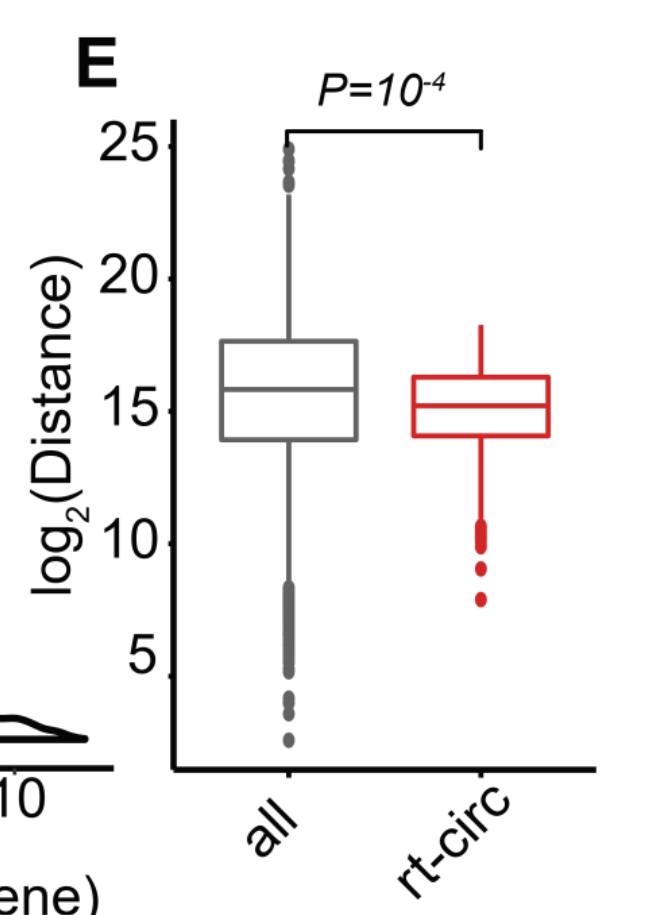 E
P=10⁻⁴
25
20
15
10
5
log₂(Distance)
all
rt-circ
10
ene)